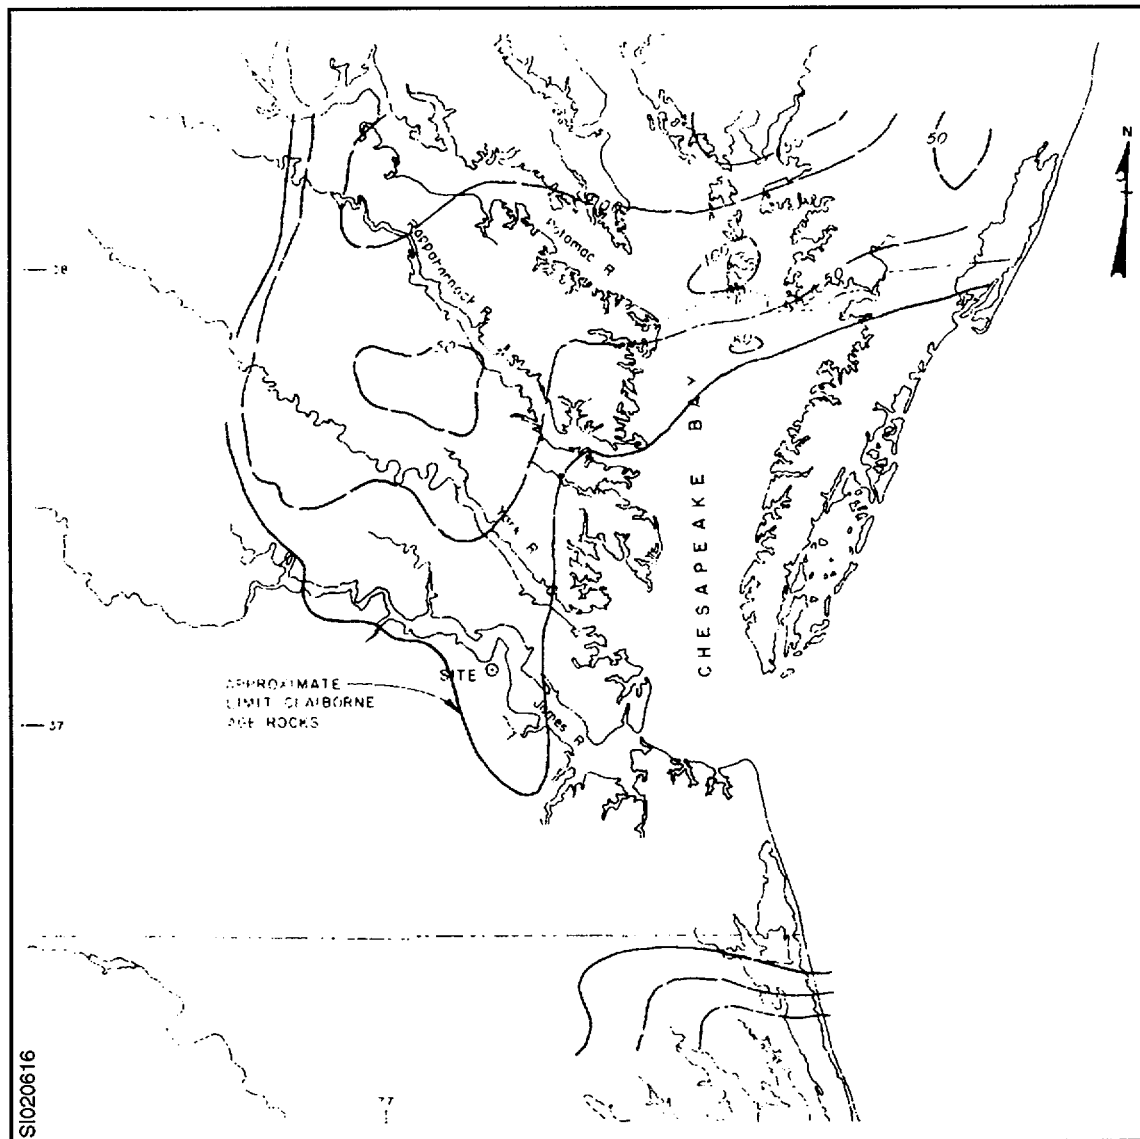 N
50
38
Rappahannock R
Potomac R
100
50
50
CHESAPEAKE BAY
York R
SITE
APPROXIMATE
LIMIT CLAIBORNE
AGE ROCKS
James R
37
77
SI020616